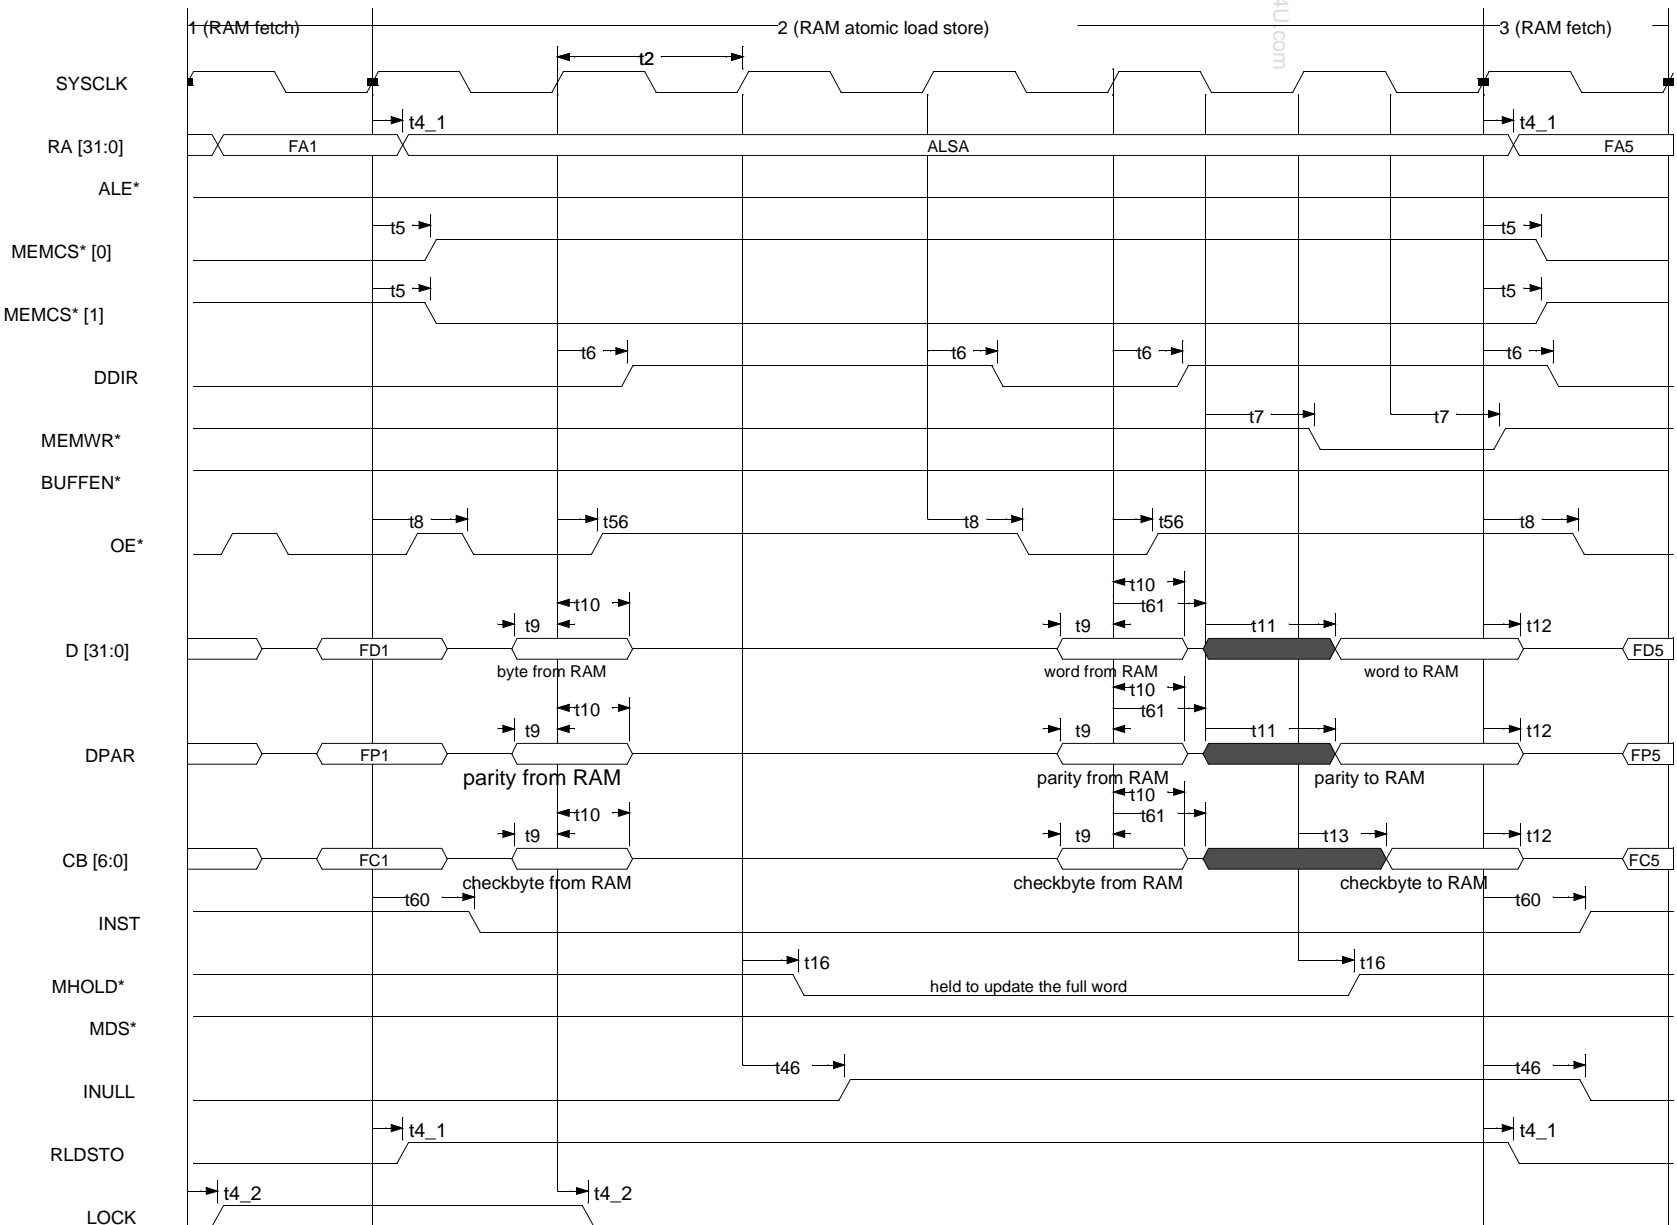 4U.com
1 (RAM fetch) 2 (RAM atomic load store) 3 (RAM fetch)
t2
SYSCLK
t4_1 t4_1
RA [31:0] FA1 ALSA FA5
ALE*
t5 t5
MEMCS* [0]
t5 t5
MEMCS* [1]
t6 t6 t6 t6
DDIR
t7 t7
MEMWR*
BUFFEN*
t8 t56 t8 t56 t8
OE*
t10 t10
t61
t9 t9 t11 t12
D [31:0] FD1 FD5
byte from RAM word from RAM word to RAM
t10 t10
t61
t9 t9 t11 t12
DPAR FP1 FP5
parity from RAM parity from RAM parity to RAM
t10 t10
t61
t9 t9 t13 t12
CB [6:0] FC1 FC5
checkbyte from RAM checkbyte from RAM checkbyte to RAM
t60 t60
INST
t16 t16
MHOLD* held to update the full word
MDS*
t46 t46
INULL
t4_1 t4_1
RLDSTO
t4_2 t4_2
LOCK